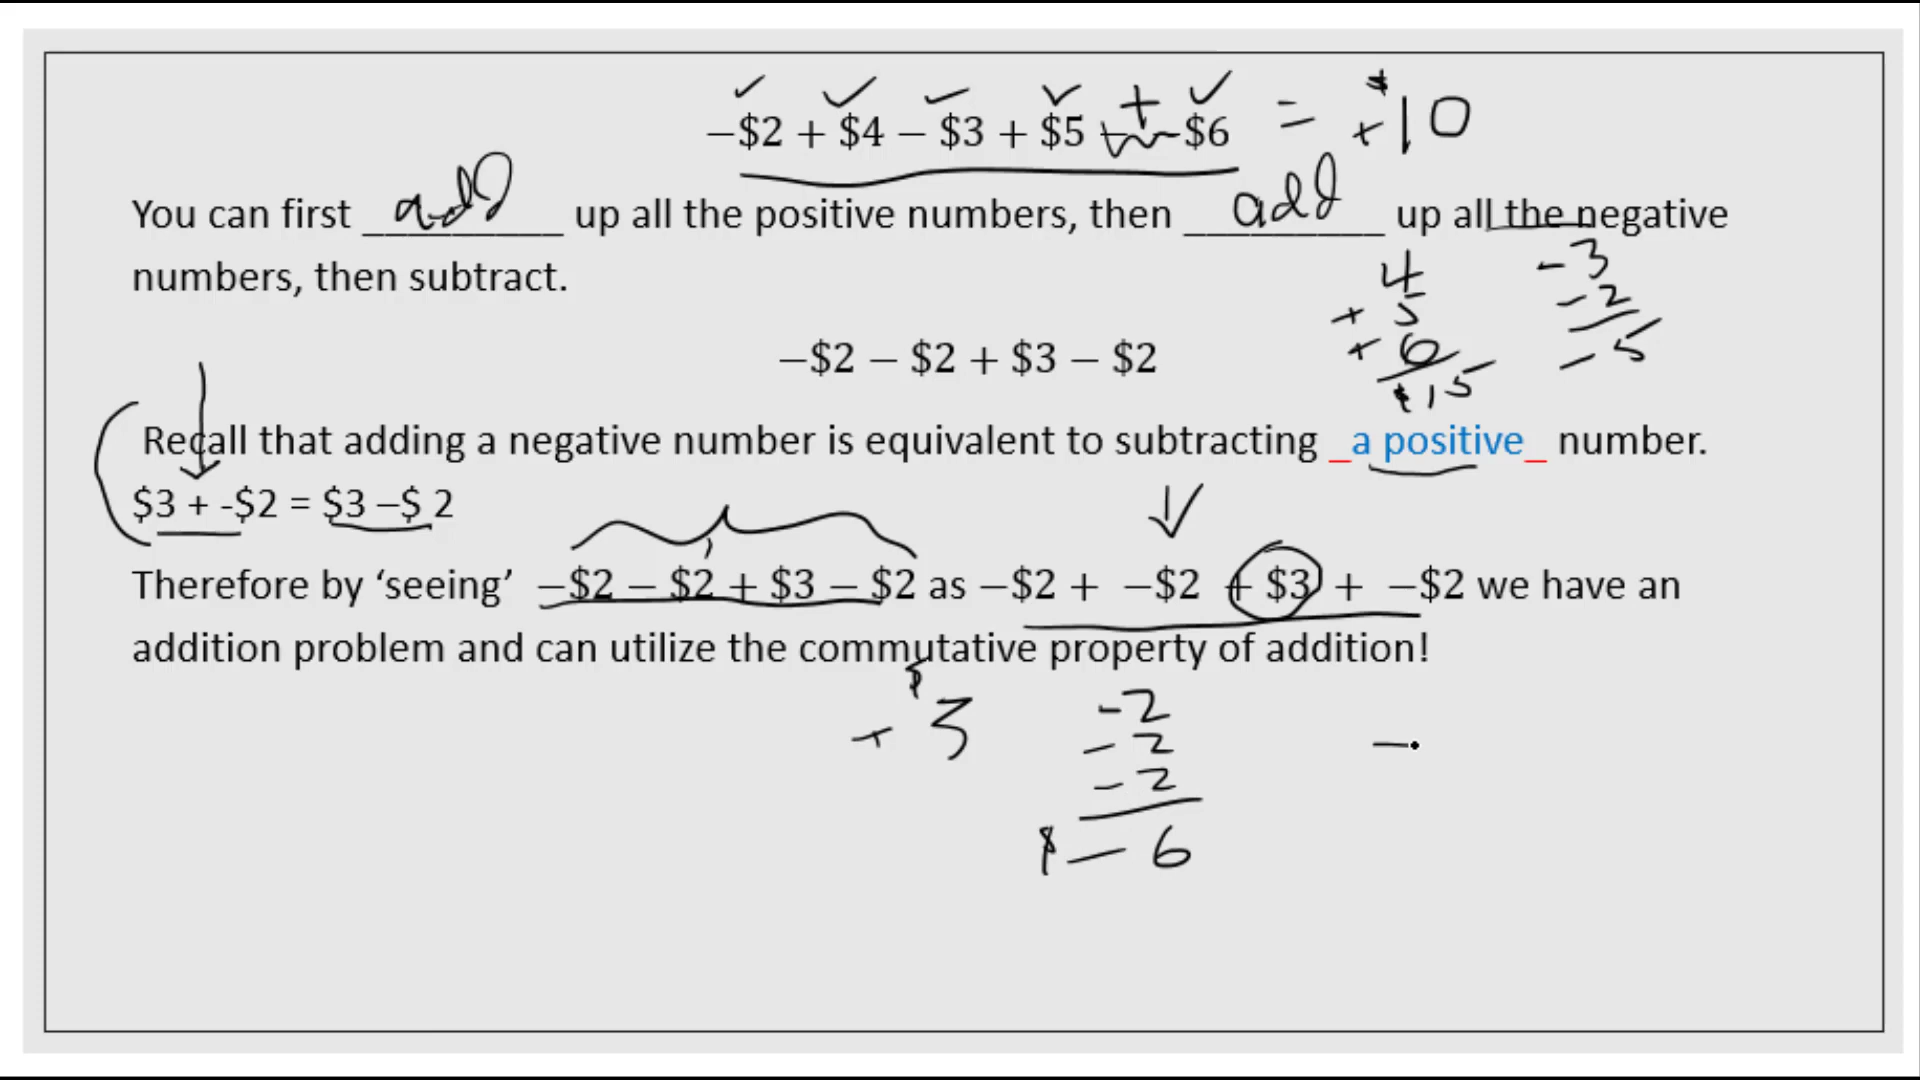 −$2 + $4 − $3 + $5 + −$6 = +$10
You can first add up all the positive numbers, then add up all the negative
numbers, then subtract.
4
+ 5
+ 6
$15
-3
-2
-5
−$2 − $2 + $3 − $2
Recall that adding a negative number is equivalent to subtracting _a positive_ number.
$3 + -$2 = $3 –$ 2
Therefore by ‘seeing’ −$2 − $2 + $3 − $2 as −$2 + −$2 + $3 + −$2 we have an
addition problem and can utilize the commutative property of addition!
+ $3
-2
-2
-2
$ - 6
-